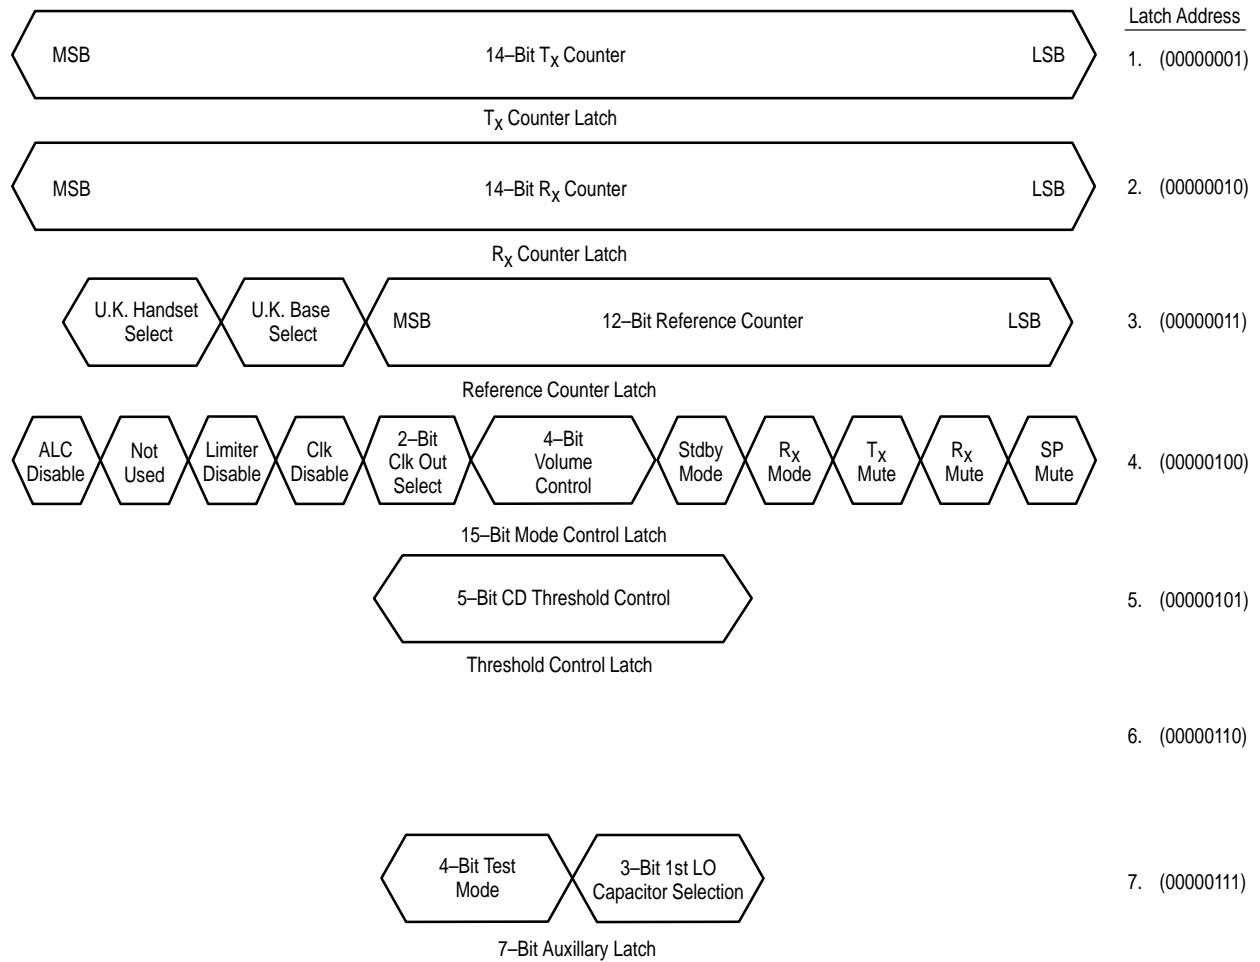 Latch Address
MSB 14–Bit TX Counter LSB 1. (00000001)
TX Counter Latch
MSB 14–Bit RX Counter LSB 2. (00000010)
RX Counter Latch
U.K. Handset
Select
U.K. Base
Select
MSB 12–Bit Reference Counter LSB 3. (00000011)
Reference Counter Latch
ALC
Disable
Not
Used
Limiter
Disable
Clk
Disable
2–Bit
Clk Out
Select
4–Bit
Volume
Control
Stdby
Mode
RX
Mode
TX
Mute
RX
Mute
SP
Mute
4. (00000100)
15–Bit Mode Control Latch
5–Bit CD Threshold Control 5. (00000101)
Threshold Control Latch
6. (00000110)
4–Bit Test
Mode
3–Bit 1st LO
Capacitor Selection
7. (00000111)
7–Bit Auxillary Latch